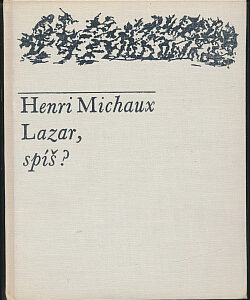 Henri Michaux
Lazar,
spíš?